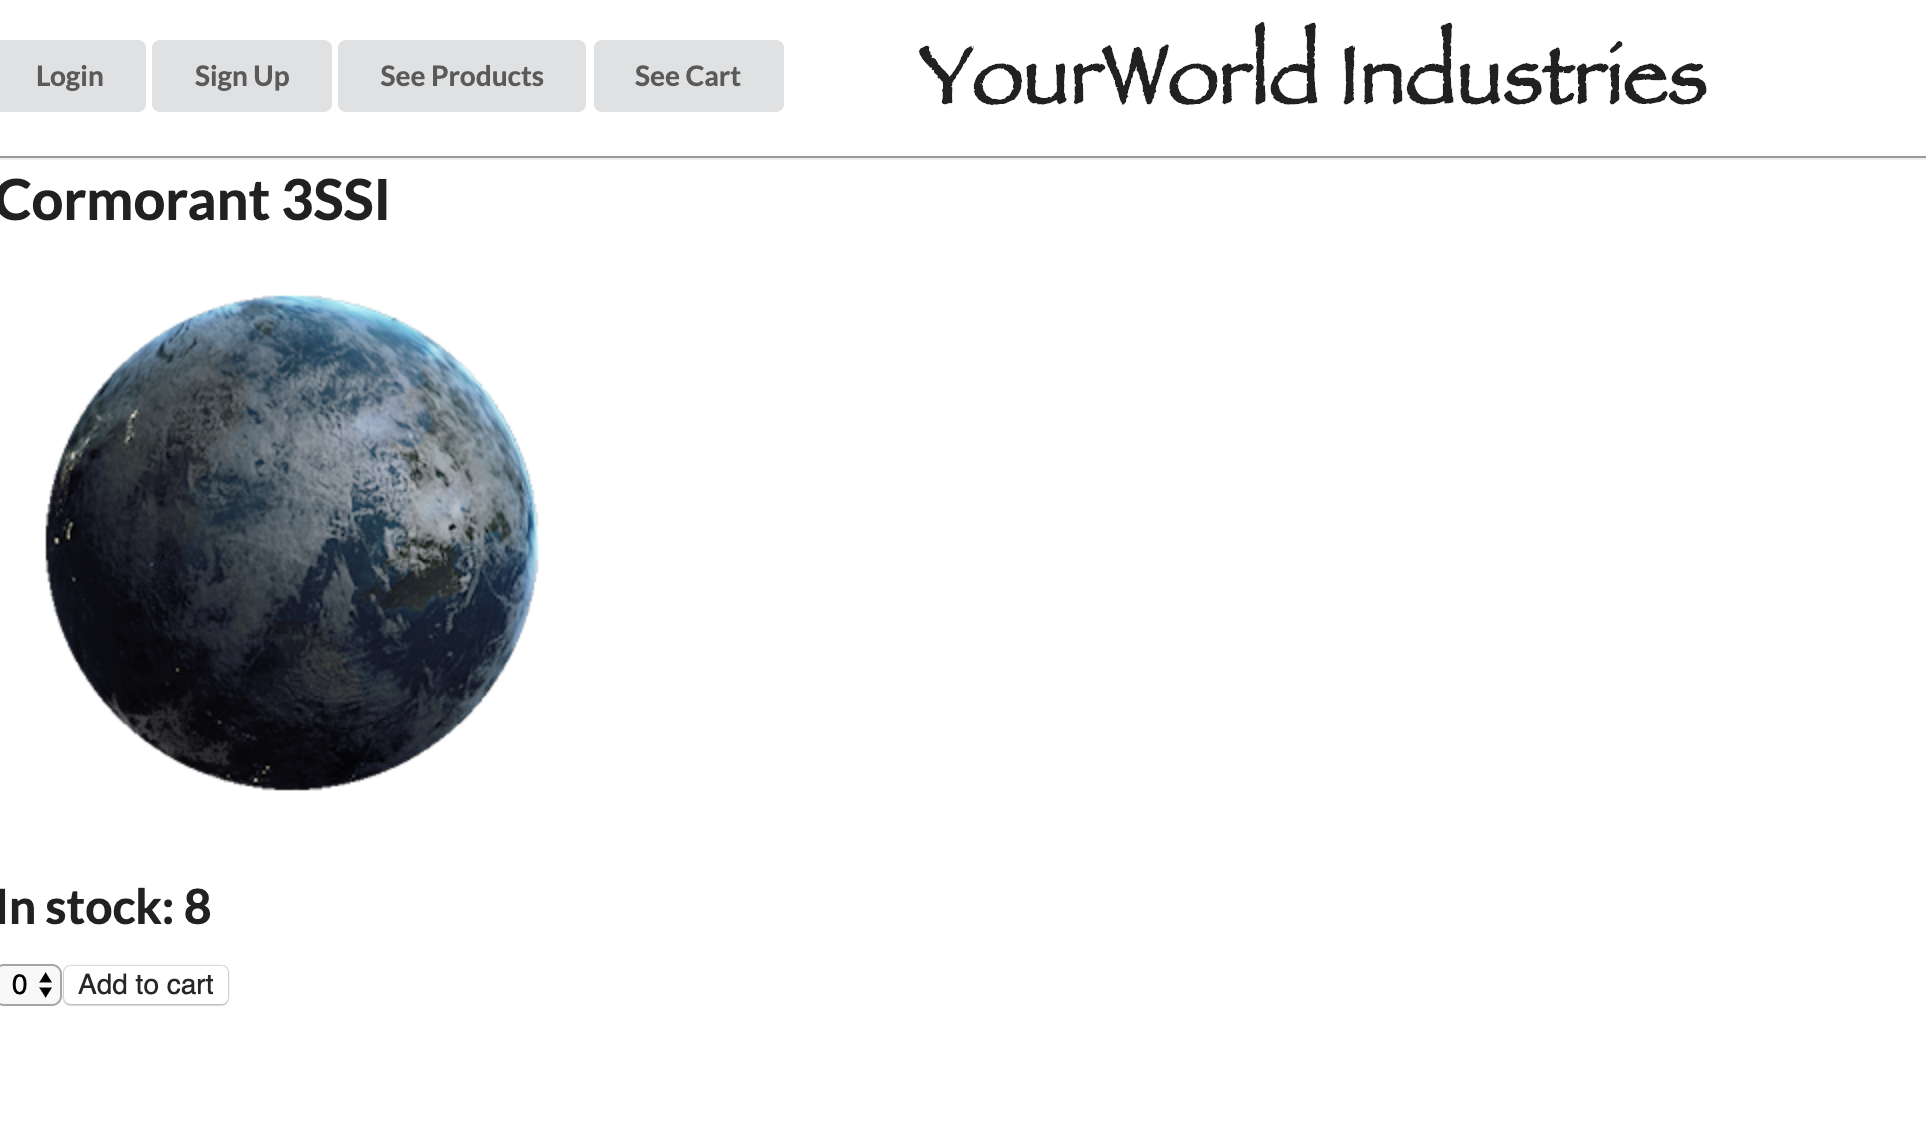 Login Sign Up See Products See Cart YourWorld Industries
Cormorant 3SSI
In stock: 8
0 Add to cart